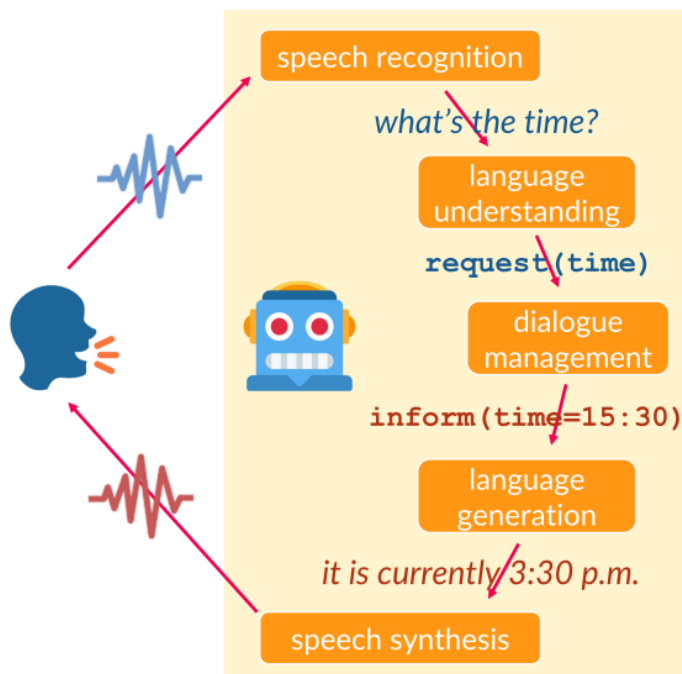 speech recognition
what's the time?
language
understanding
request(time)
dialogue
management
inform(time=15:30)
language
generation
it is currently 3:30 p.m.
speech synthesis